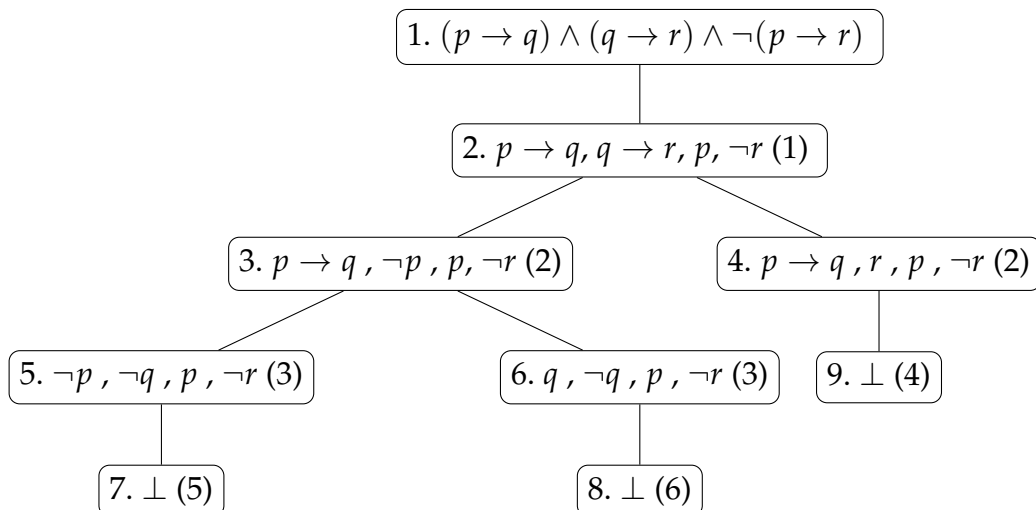 1. (p → q) ∧ (q → r) ∧ ¬(p → r)
2. p → q, q → r, p, ¬r (1)
3. p → q , ¬p , p, ¬r (2)
4. p → q , r , p , ¬r (2)
5. ¬p , ¬q , p , ¬r (3)
6. q , ¬q , p , ¬r (3)
9. ⊥ (4)
7. ⊥ (5)
8. ⊥ (6)